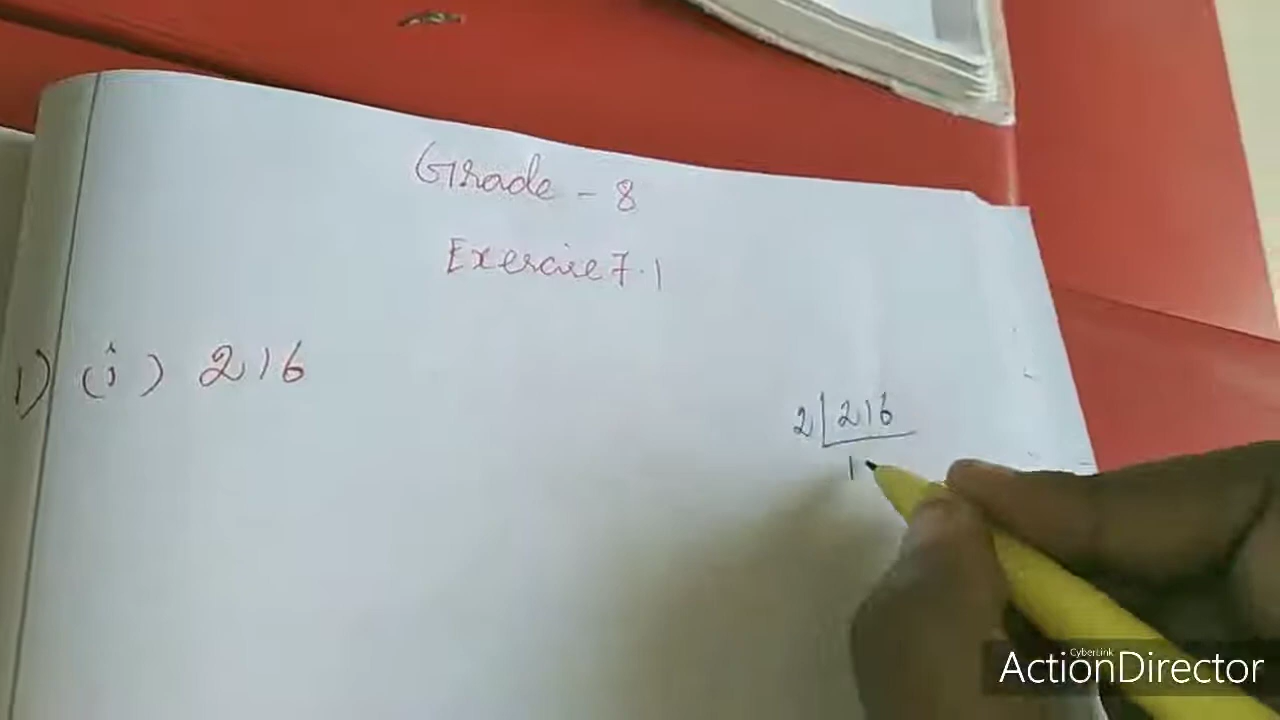 Grade - 8
Exercise 7.1
1) (i) 216
2 | 216
1
CyberLink
ActionDirector